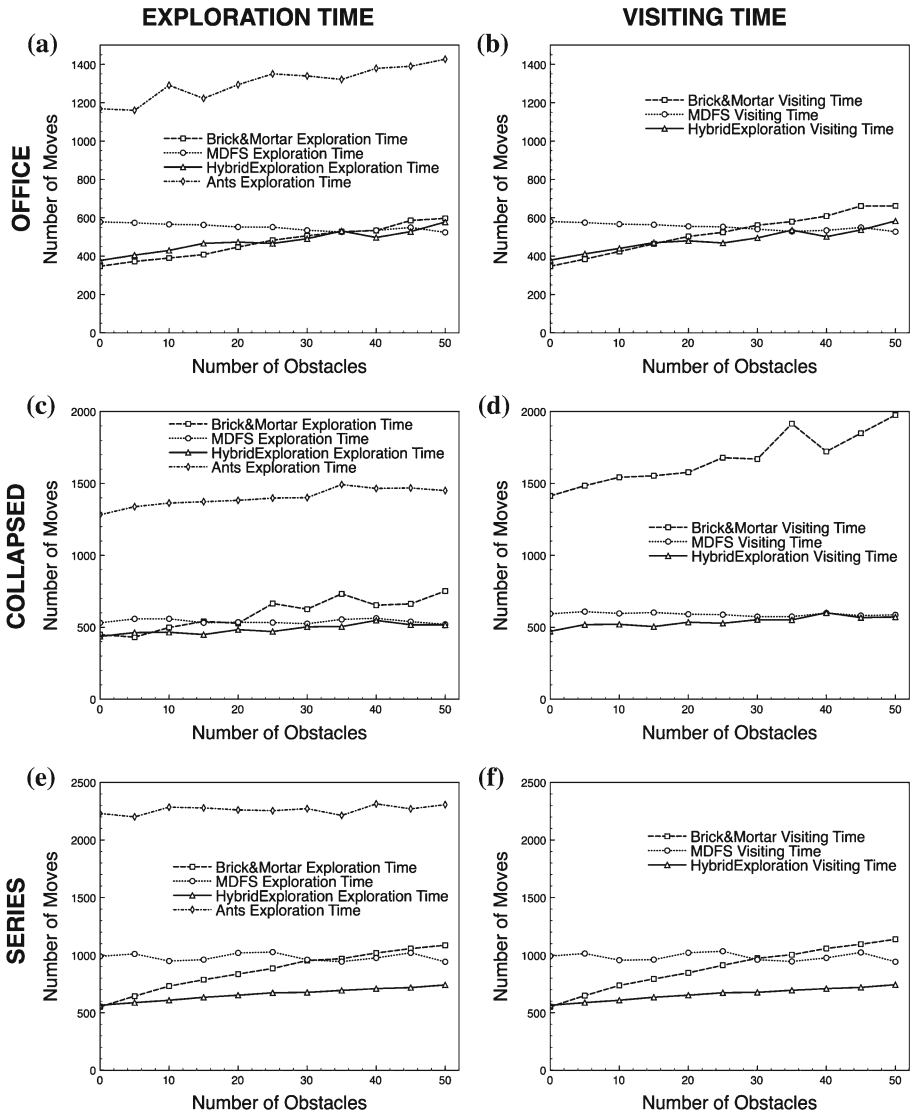 EXPLORATION TIME
VISITING TIME
(a)
1400
1200
1000
800
600
400
200
0
0 10 20 30 40 50
Number of Moves
Number of Obstacles
OFFICE
Brick&Mortar Exploration Time
MDFS Exploration Time
HybridExploration Exploration Time
Ants Exploration Time
(b)
1400
1200
1000
800
600
400
200
0
0 10 20 30 40 50
Number of Moves
Number of Obstacles
Brick&Mortar Visiting Time
MDFS Visiting Time
HybridExploration Visiting Time
(c)
2000
1500
1000
500
0
0 10 20 30 40 50
Number of Moves
Number of Obstacles
COLLAPSED
Brick&Mortar Exploration Time
MDFS Exploration Time
HybridExploration Exploration Time
Ants Exploration Time
(d)
2000
1500
1000
500
0
0 10 20 30 40 50
Number of Moves
Number of Obstacles
Brick&Mortar Visiting Time
MDFS Visiting Time
HybridExploration Visiting Time
(e)
2500
2000
1500
1000
500
0
0 10 20 30 40 50
Number of Moves
Number of Obstacles
SERIES
Brick&Mortar Exploration Time
MDFS Exploration Time
HybridExploration Exploration Time
Ants Exploration Time
(f)
2500
2000
1500
1000
500
0
0 10 20 30 40 50
Number of Moves
Number of Obstacles
Brick&Mortar Visiting Time
MDFS Visiting Time
HybridExploration Visiting Time